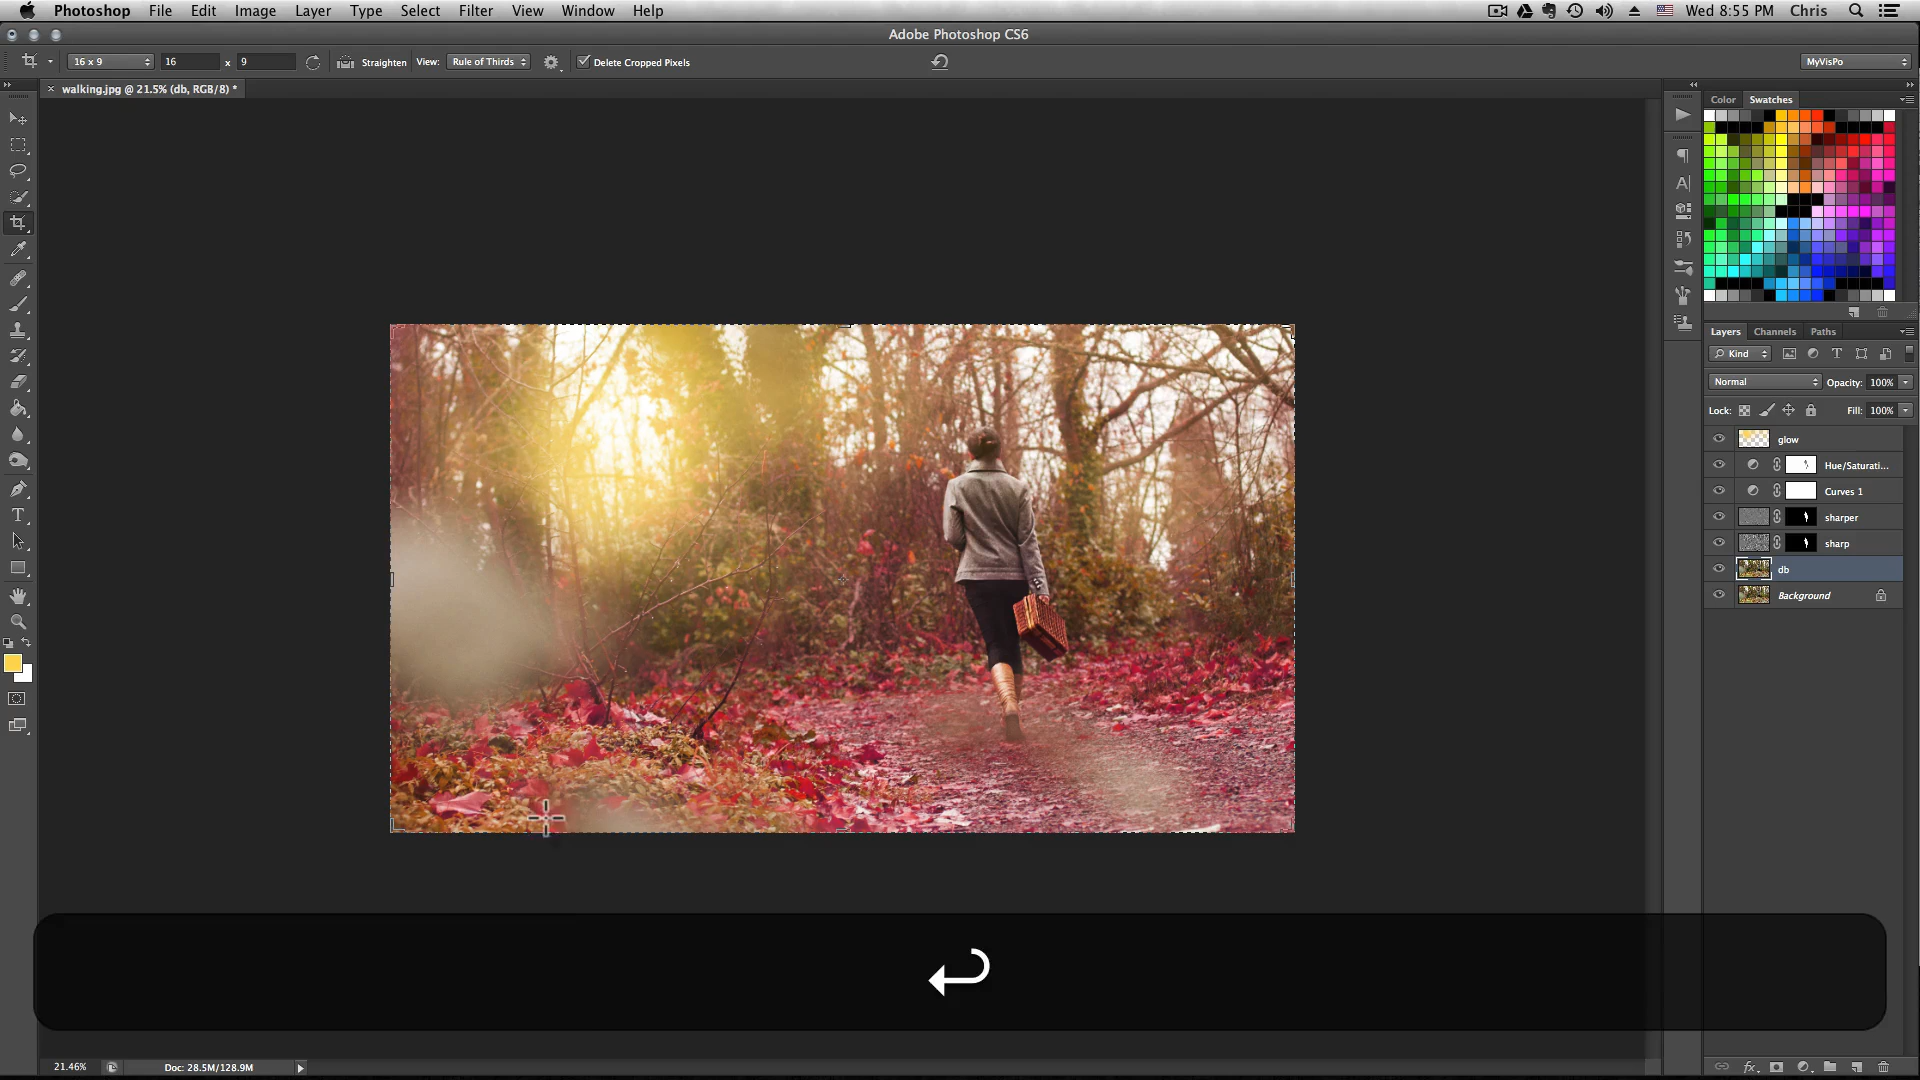 Photoshop File Edit Image Layer Type Select Filter View Window Help Wed 8:55 PM Chris
Adobe Photoshop CS6
16 x 9 16 x 9 Straighten View: Rule of Thirds Delete Cropped Pixels MyVisPo
walking.jpg @ 21.5% (db, RGB/8) *
Color Swatches
Layers Channels Paths
Kind
Normal Opacity: 100%
Lock: Fill: 100%
glow
Hue/Saturati...
Curves 1
sharper
sharp
db
Background
21.46% Doc: 28.5M/128.9M